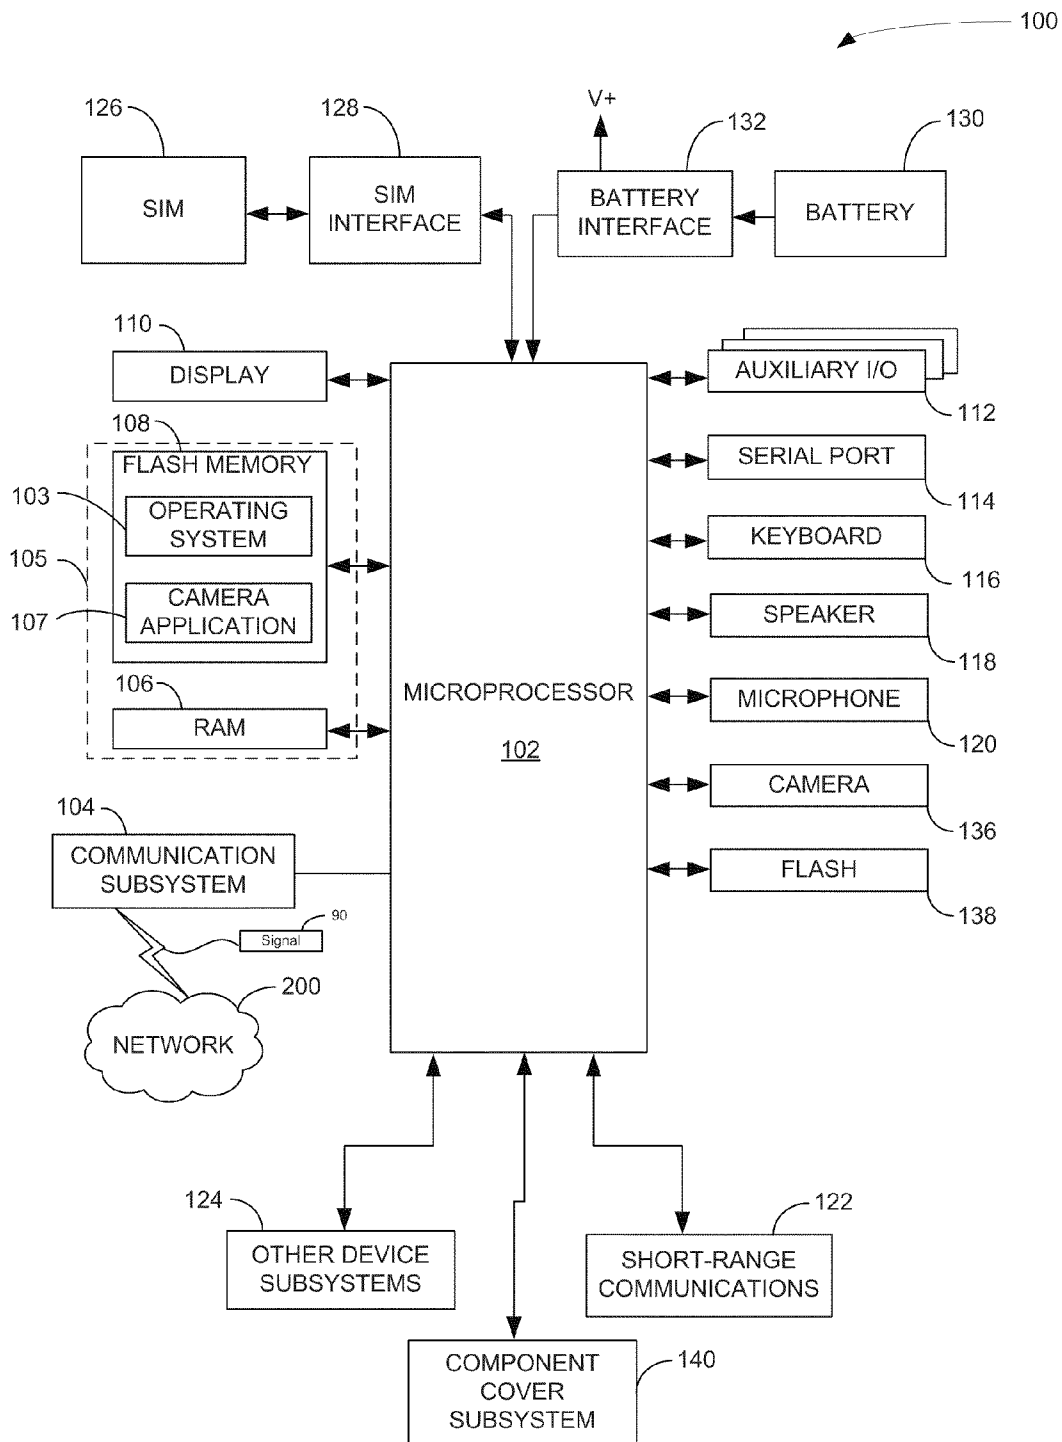 100
126
128
V+
132
130
SIM
SIM
INTERFACE
BATTERY
INTERFACE
BATTERY
110
DISPLAY
AUXILIARY I/O
112
108
FLASH MEMORY
103
OPERATING
SYSTEM
105
107
CAMERA
APPLICATION
106
RAM
SERIAL PORT
114
KEYBOARD
116
SPEAKER
118
MICROPROCESSOR
102
MICROPHONE
120
CAMERA
136
FLASH
138
104
COMMUNICATION
SUBSYSTEM
90
Signal
200
NETWORK
124
OTHER DEVICE
SUBSYSTEMS
122
SHORT-RANGE
COMMUNICATIONS
COMPONENT
COVER
SUBSYSTEM
140